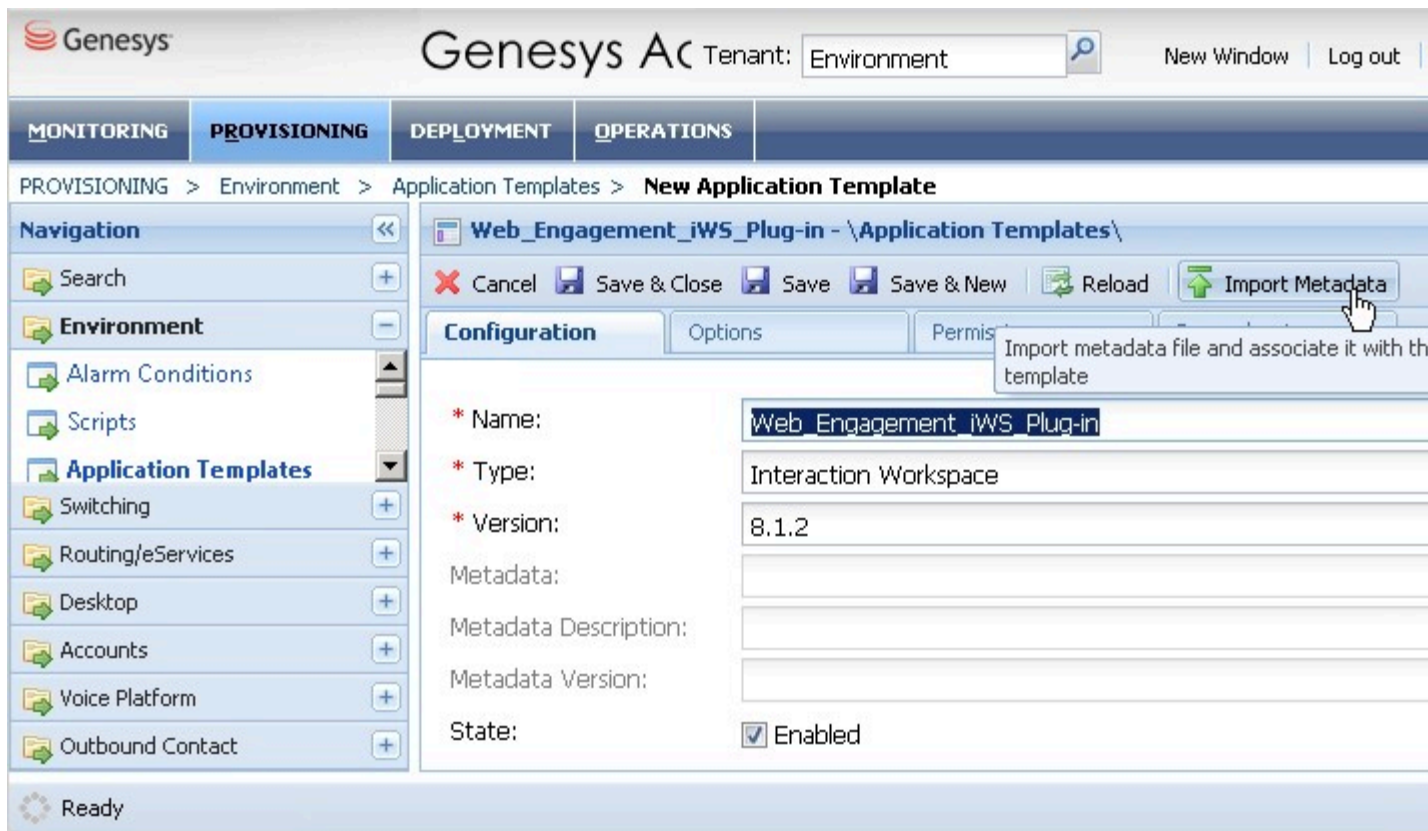 Genesys
Genesys Ac Tenant: Environment New Window Log out
MONITORING PROVISIONING DEPLOYMENT OPERATIONS
PROVISIONING > Environment > Application Templates > New Application Template
Navigation
Search
Environment
Alarm Conditions
Scripts
Application Templates
Switching
Routing/eServices
Desktop
Accounts
Voice Platform
Outbound Contact
Web_Engagement_iWS_Plug-in - \Application Templates\
Cancel Save & Close Save Save & New Reload Import Metadata
Configuration Options Permis
Import metadata file and associate it with th
template
* Name: Web_Engagement_iWS_Plug-in
* Type: Interaction Workspace
* Version: 8.1.2
Metadata:
Metadata Description:
Metadata Version:
State: Enabled
Ready